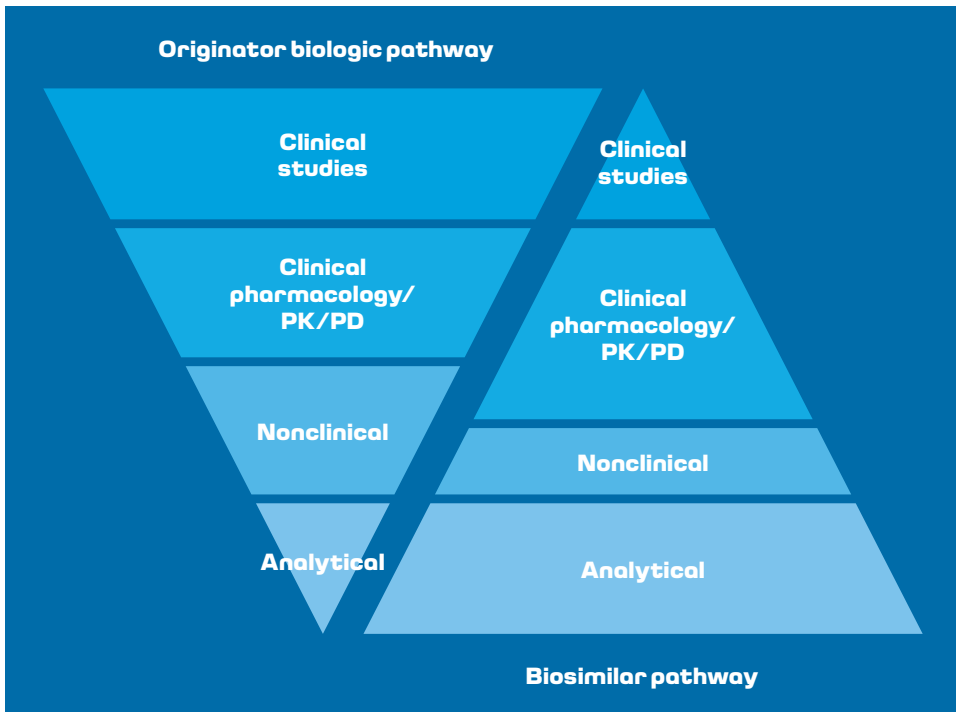 Originator biologic pathway
Clinical
studies
Clinical
pharmacology/
PK/PD
Nonclinical
Analytical
Clinical
studies
Clinical
pharmacology/
PK/PD
Nonclinical
Analytical
Biosimilar pathway